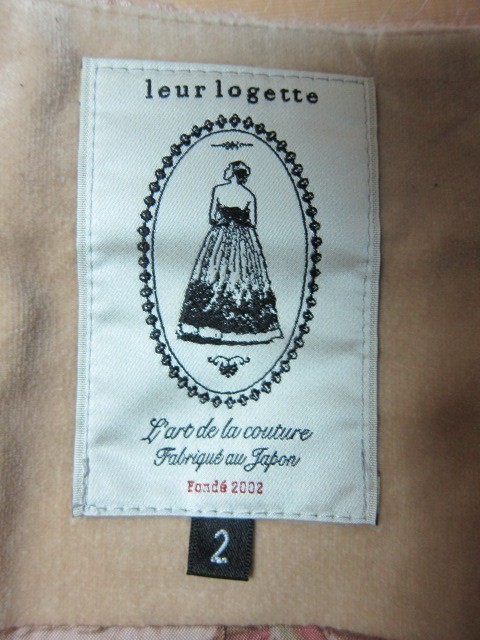 leur logette
L'art de la couture
Fabriqué au Japon
Fondé 2002
2